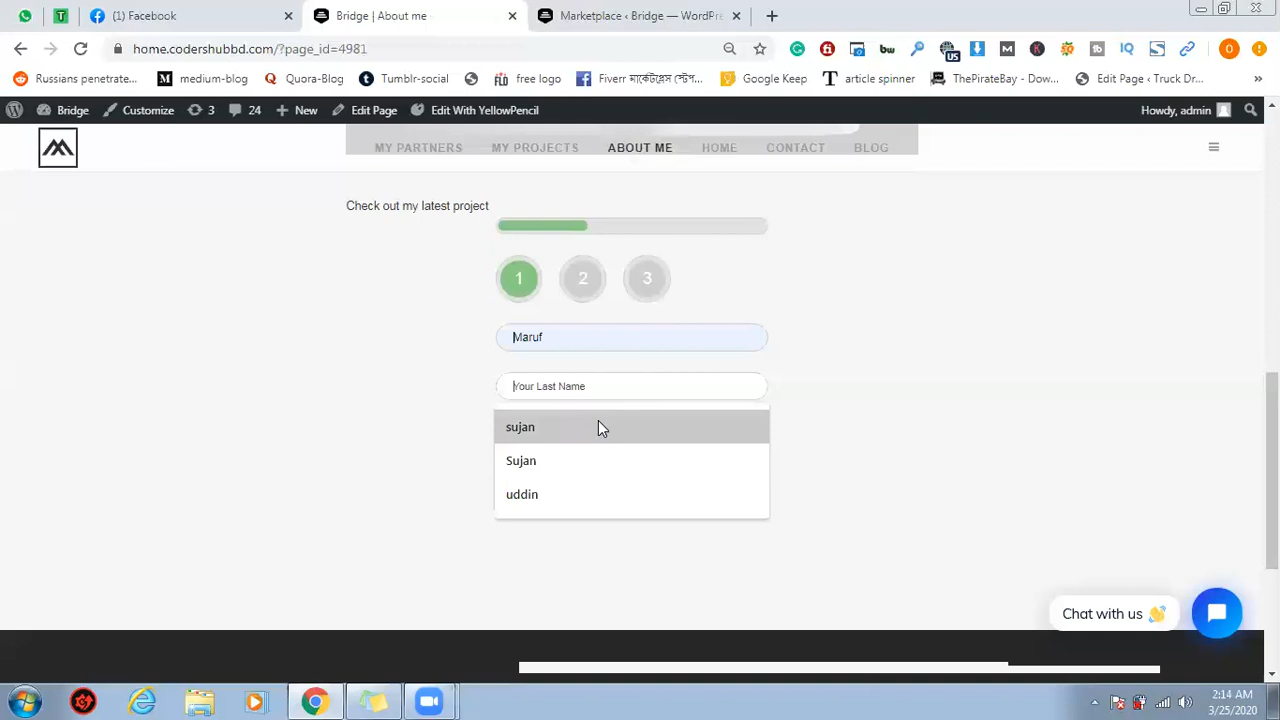 (1) Facebook
Bridge | About me
Marketplace ‹ Bridge — WordPre
home.codershubbd.com/?page_id=4981
US
Russians penetrate...
medium-blog
Quora-Blog
Tumblr-social
free logo
Fiverr মার্কেটপ্লেস স্টেপ...
Google Keep
article spinner
ThePirateBay - Dow...
Edit Page ‹ Truck Dr...
Bridge
Customize
3
24
New
Edit Page
Edit With YellowPencil
Howdy, admin
MY PARTNERS
MY PROJECTS
ABOUT ME
HOME
CONTACT
BLOG
Check out my latest project
1
2
3
Maruf
Your Last Name
sujan
Sujan
uddin
Chat with us 👋
2:14 AM
3/25/2020